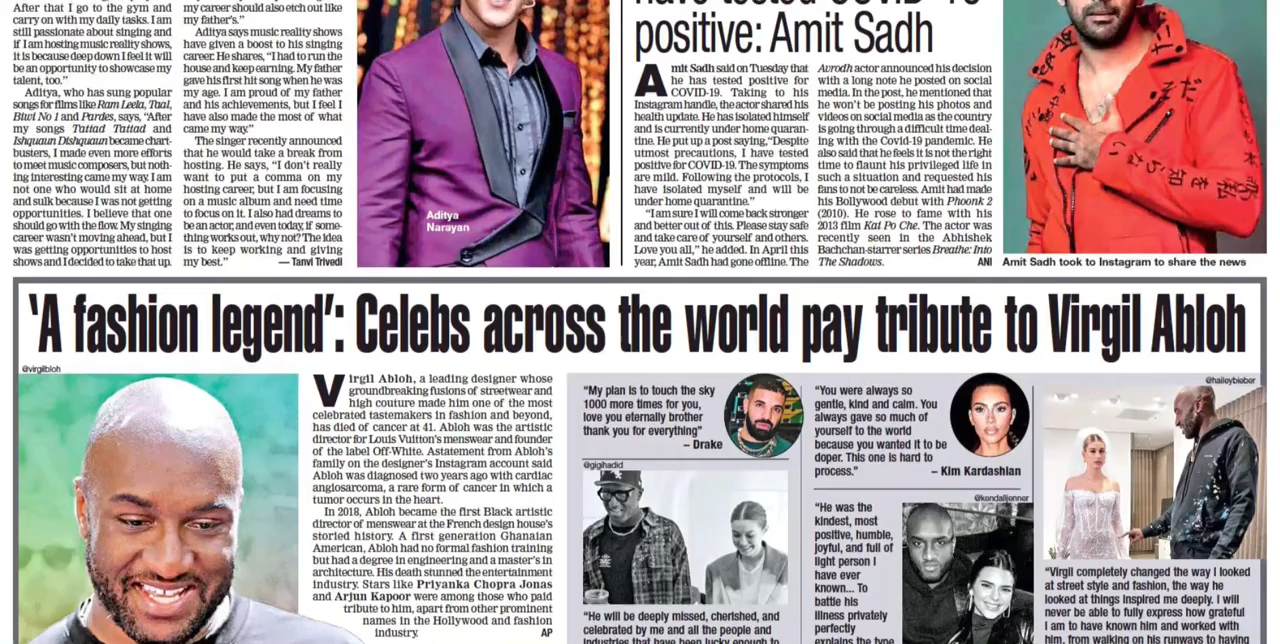 After that I go to the gym and
carry on with my daily tasks. I am
still passionate about singing and
if I am hosting music reality shows,
it is because deep down I feel it will
be an opportunity to showcase my
talent, too."
Aditya, who has sung popular
songs for films like Ram Leela, Taal,
Biwi No 1 and Pardes, says, "After
my songs Tattad Tattad and
Ishquaun Dishquaun became chart-
busters, I made even more efforts
to meet music composers, but noth-
ing interesting came my way. I am
not one who would sit at home
and sulk because I was not getting
opportunities. I believe that one
should go with the flow. My singing
career wasn't moving ahead, but I
was getting opportunities to host
shows and I decided to take that up.
my career should also etch out like
my father's."
Aditya says music reality shows
have given a boost to his singing
career. He shares, "I had to run the
house and keep earning. My father
gave his first hit song when he was
my age. I am proud of my father
and his achievements, but I feel I
have also made the most of what
came my way."
The singer recently announced
that he would take a break from
hosting. He says, "I don't really
want to put a comma on my
hosting career, but I am focusing
on a music album and need time
to focus on it. I also had dreams to
be an actor, and even today, if some-
thing works out, why not? The idea
is to keep working and giving
my best." — Tanvi Trivedi
Aditya
Narayan
positive: Amit Sadh
Amit Sadh said on Tuesday that
he has tested positive for
COVID-19. Taking to his
Instagram handle, the actor shared his
health update. He has isolated himself
and is currently under home quaran-
tine. He put up a post saying,"Despite
utmost precautions, I have tested
positive for COVID-19. The symptoms
are mild. Following the protocols, I
have isolated myself and will be
under home quarantine."
"I am sure I will come back stronger
and better out of this. Please stay safe
and take care of yourself and others.
Love you all," he added. In April this
year, Amit Sadh had gone offline. The
Avrodh actor announced his decision
with a long note he posted on social
media. In the post, he mentioned that
he won't be posting his photos and
videos on social media as the country
is going through a difficult time deal-
ing with the Covid-19 pandemic. He
also said that he feels it is not the right
time to flaunt his privileged life in
such a situation and requested his
fans to not be careless. Amit had made
his Bollywood debut with Phoonk 2
(2010). He rose to fame with his
2013 film Kai Po Che. The actor was
recently seen in the Abhishek
Bachchan-starrer series Breathe: Into
The Shadows. ANI
Amit Sadh took to Instagram to share the news
'A fashion legend': Celebs across the world pay tribute to Virgil Abloh
@virgilbloh
Virgil Abloh, a leading designer whose
groundbreaking fusions of streetwear and
high couture made him one of the most
celebrated tastemakers in fashion and beyond,
has died of cancer at 41. Abloh was the artistic
director for Louis Vuitton's menswear and founder
of the label Off-White. Astatement from Abloh's
family on the designer's Instagram account said
Abloh was diagnosed two years ago with cardiac
angiosarcoma, a rare form of cancer in which a
tumor occurs in the heart.
In 2018, Abloh became the first Black artistic
director of menswear at the French design house's
storied history. A first generation Ghanaian
American, Abloh had no formal fashion training
but had a degree in engineering and a master's in
architecture. His death stunned the entertainment
industry. Stars like Priyanka Chopra Jonas
and Arjun Kapoor were among those who paid
tribute to him, apart from other prominent
names in the Hollywood and fashion
industry. AP
"My plan is to touch the sky
1000 more times for you,
love you eternally brother
thank you for everything"
– Drake
@gigihadid
"He will be deeply missed, cherished, and
celebrated by me and all the people and
industries that have been lucky enough to
"You were always so
gentle, kind and calm. You
always gave so much of
yourself to the world
because you wanted it to be
doper. This one is hard to
process." – Kim Kardashian
@kendalljenner
"He was the
kindest, most
positive, humble,
joyful, and full of
light person I
have ever
known... To
battle his
illness privately
perfectly
explains the type
@haileybieber
"Virgil completely changed the way I looked
at street style and fashion, the way he
looked at things inspired me deeply. I will
never be able to fully express how grateful
I am to have known him and worked with
him, from walking on his runways to having